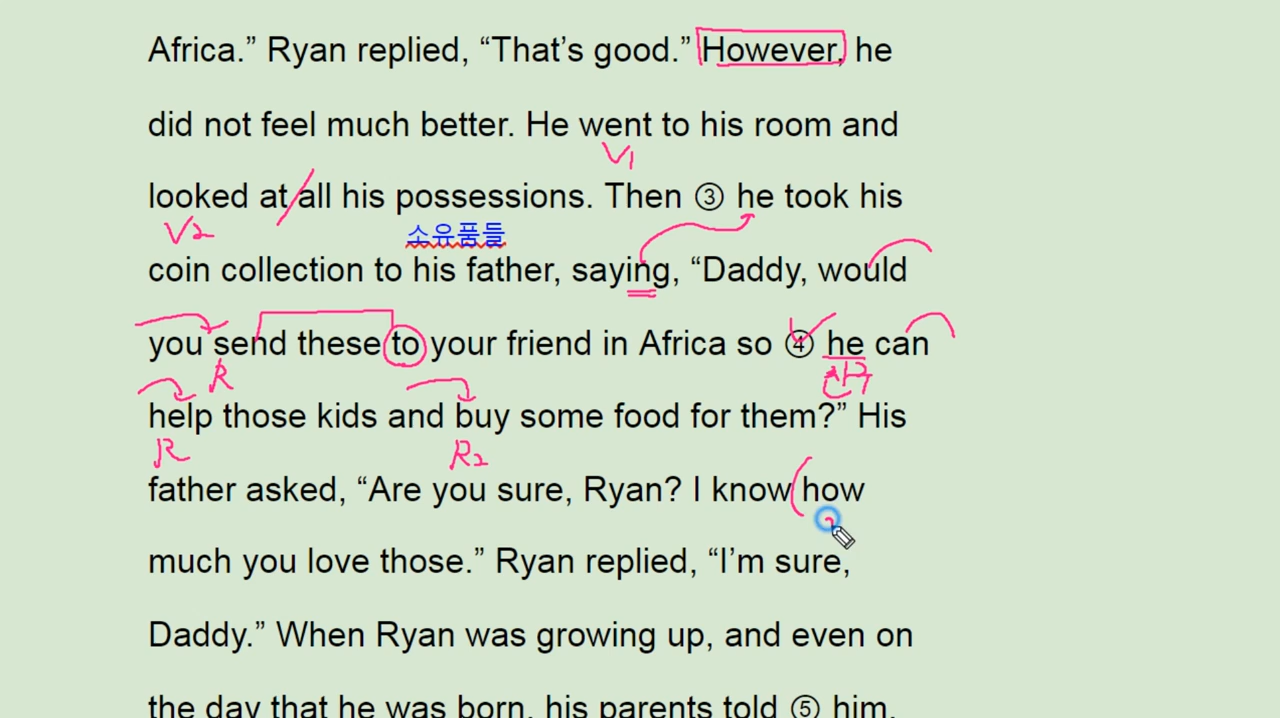 Africa.” Ryan replied, “That’s good.” However, he
did not feel much better. He went to his room and
V1
looked at all his possessions. Then ③ he took his
V2
소유품들
coin collection to his father, saying, “Daddy, would
you send these to your friend in Africa so ④ he can
R
help those kids and buy some food for them?” His
R
R2
father asked, “Are you sure, Ryan? I know how
much you love those.” Ryan replied, “I’m sure,
Daddy.” When Ryan was growing up, and even on
the day that he was born, his parents told ⑤ him,